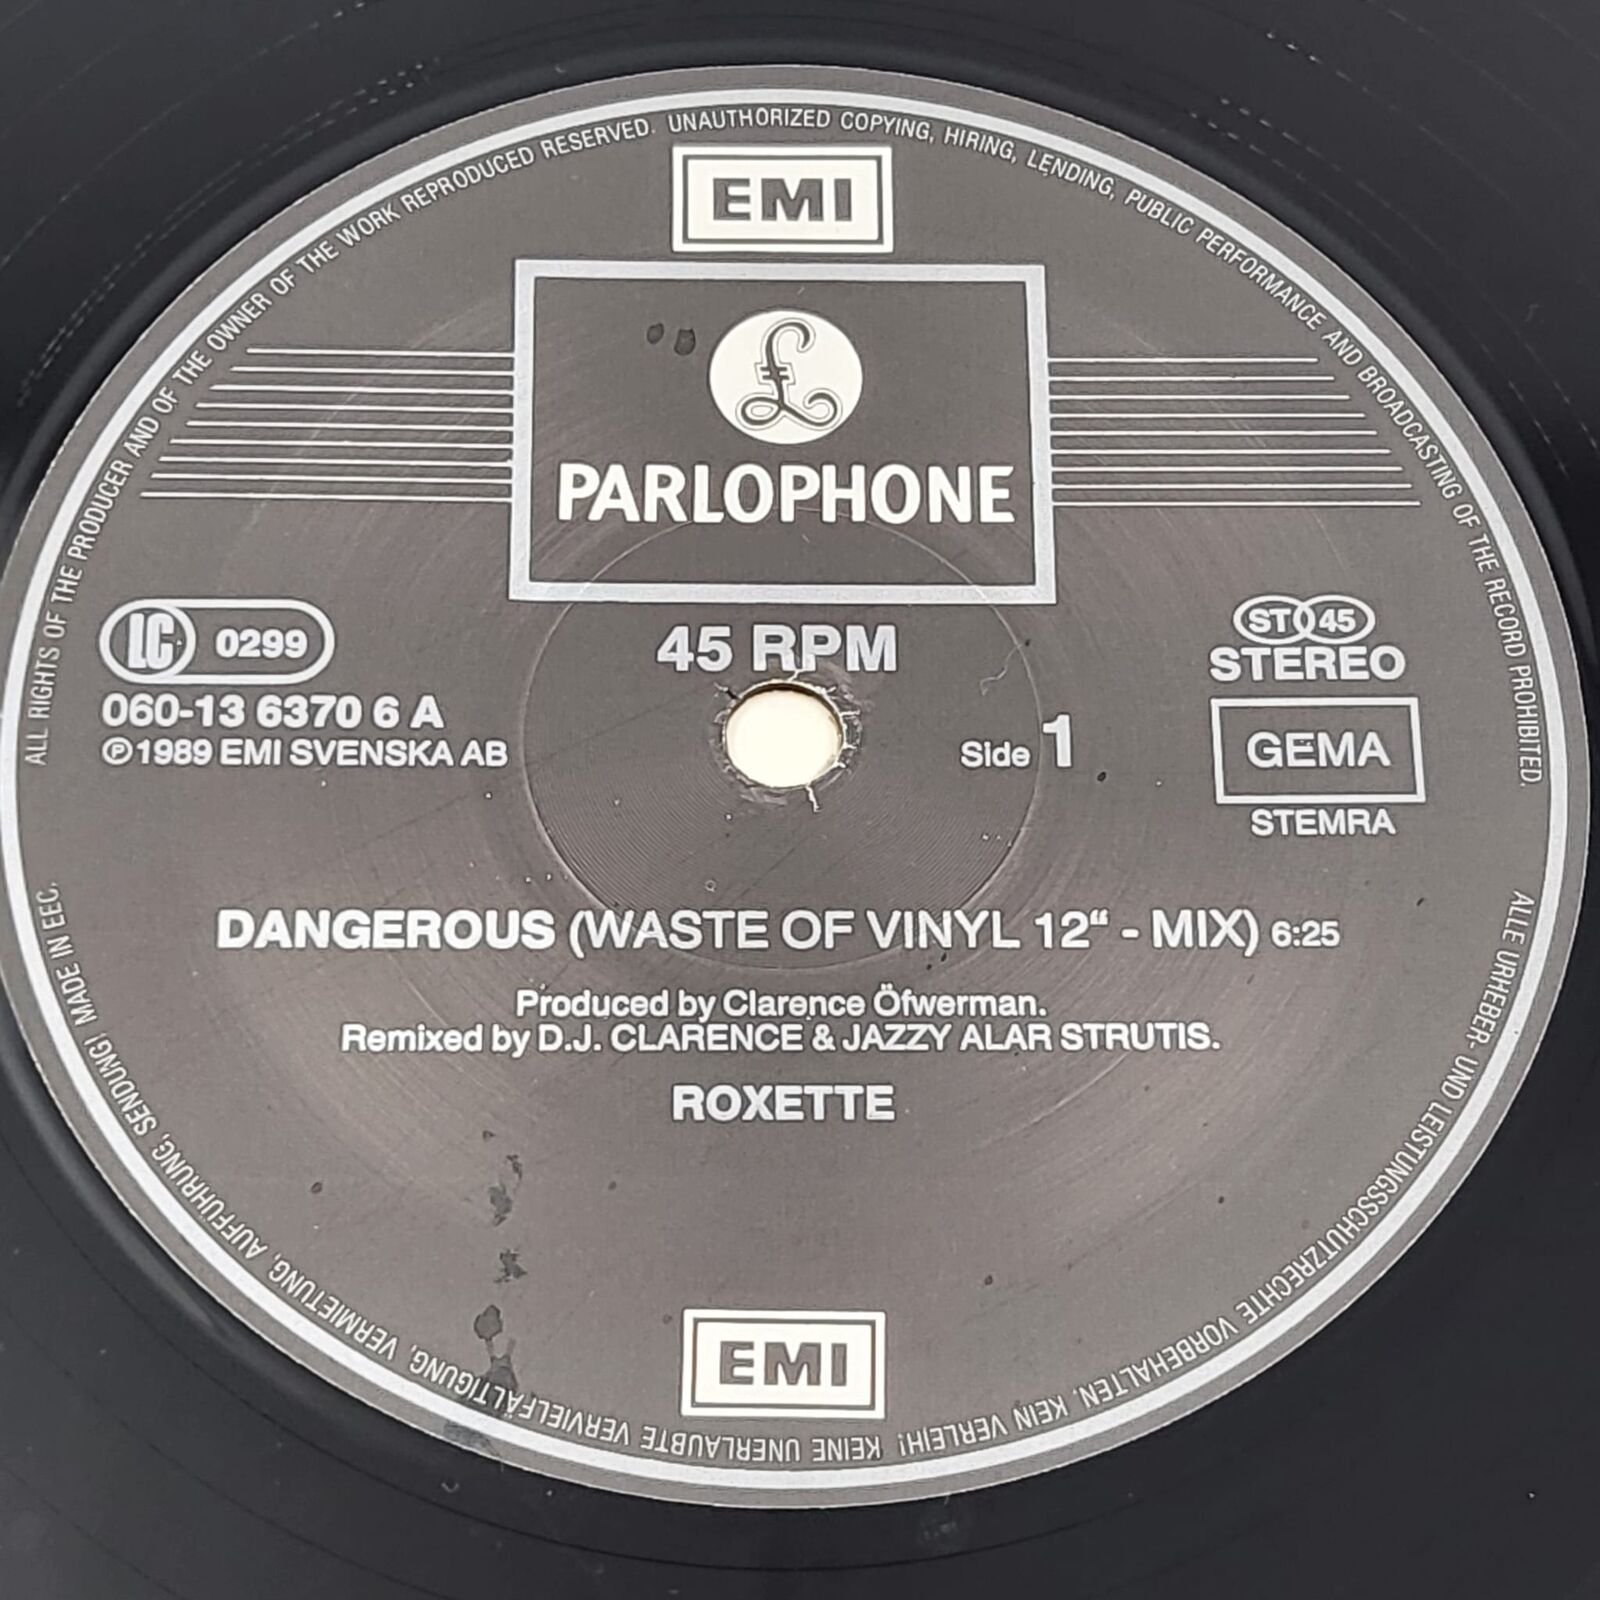 ALL RIGHTS OF THE PRODUCER AND OF THE OWNER OF THE WORK REPRODUCED RESERVED. UNAUTHORIZED COPYING, HIRING, LENDING, PUBLIC PERFORMANCE AND BROADCASTING OF THE RECORD PROHIBITED.
EMI
£
PARLOPHONE
45 RPM
LC 0299
060-13 6370 6 A
℗ 1989 EMI SVENSKA AB
ST 45
STEREO
Side 1
GEMA
STEMRA
DANGEROUS (WASTE OF VINYL 12“ - MIX) 6:25
Produced by Clarence Öfwerman.
Remixed by D.J. CLARENCE & JAZZY ALAR STRUTIS.
ROXETTE
EMI
ALLE URHEBER- UND LEISTUNGSSCHUTZRECHTE VORBEHALTEN. KEIN VERLEIH! KEINE UNERLAUBTE VERVIELFÄLTIGUNG, VERMIETUNG, AUFFÜHRUNG, SENDUNG! MADE IN EEC.